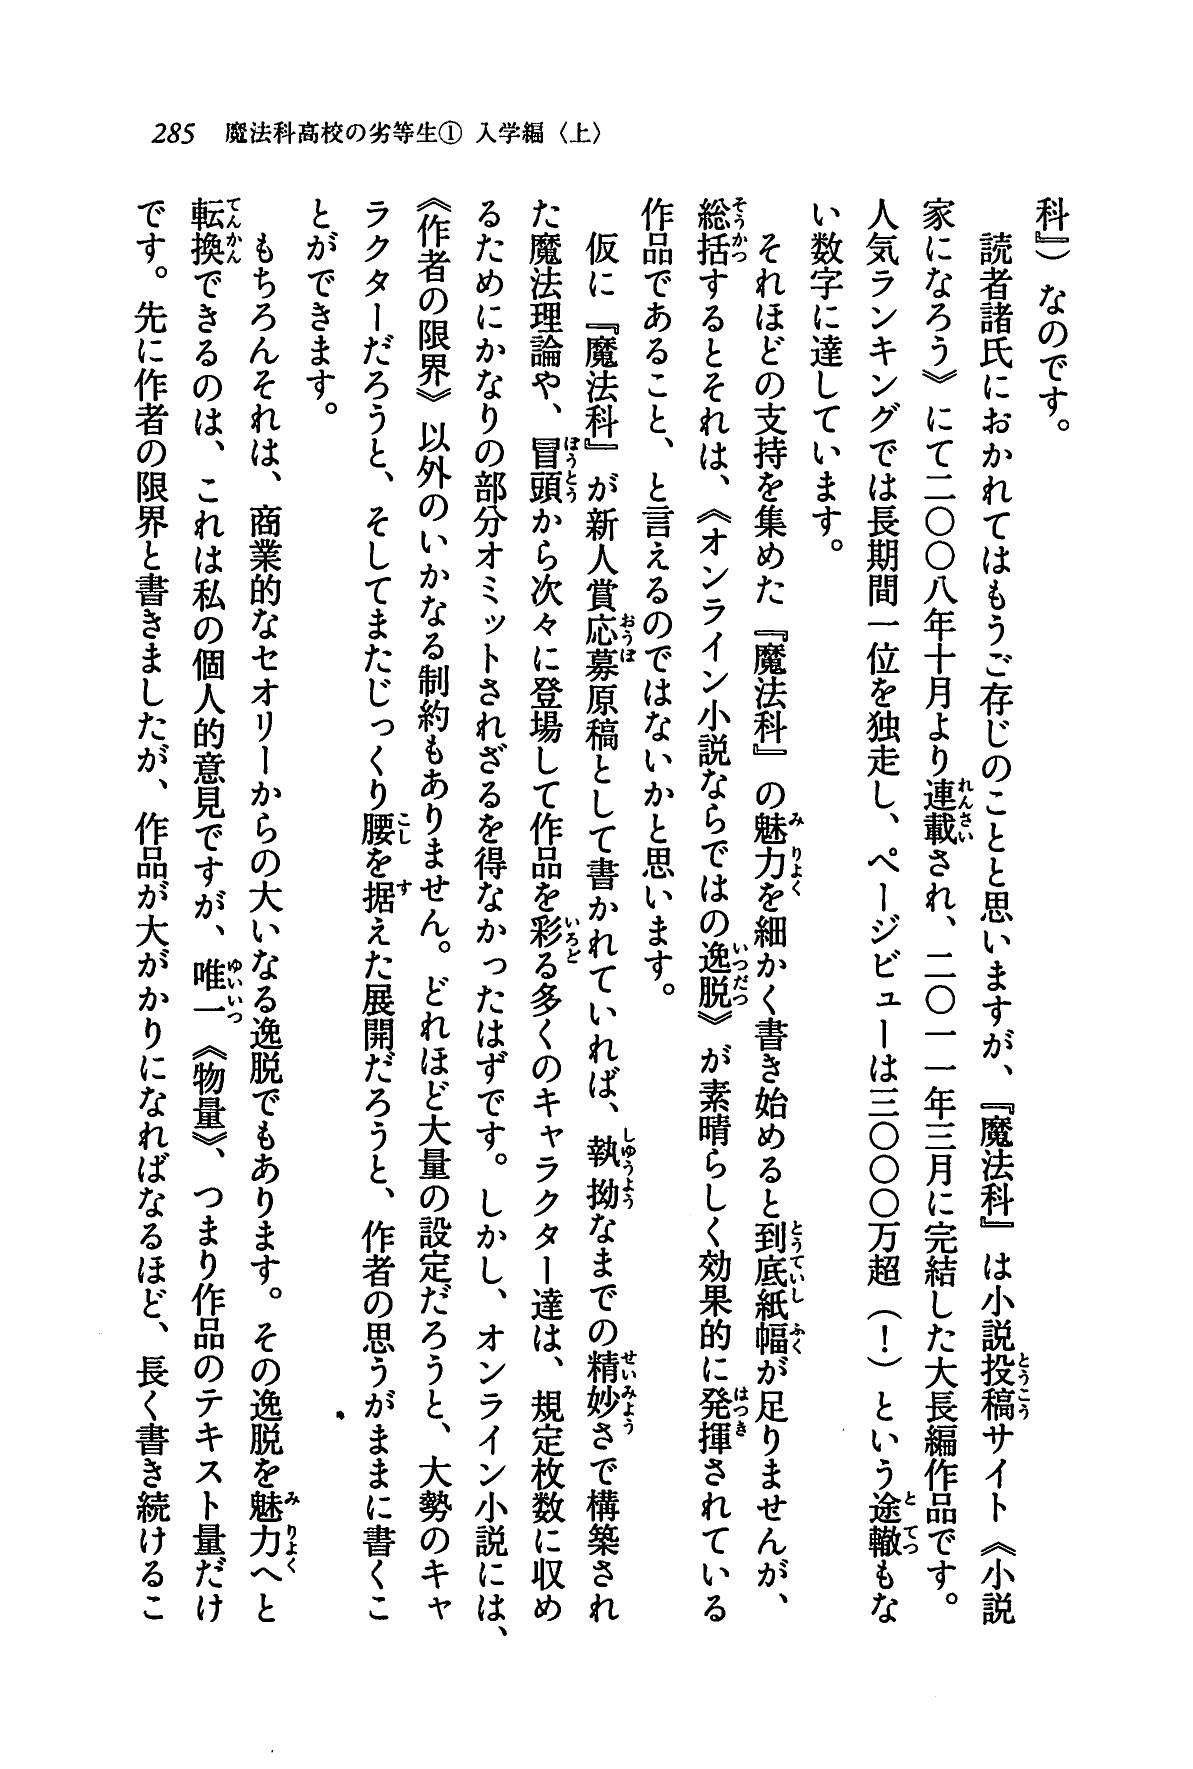 285　魔法科高校の劣等生① 入学編〈上〉
科』）なのです。
　読者諸氏におかれてはもうご存じのことと思いますが、『魔法科』は小説投稿サイト《小説
家になろう》にて二〇〇八年十月より連載され、二〇一一年三月に完結した大長編作品です。
人気ランキングでは長期間一位を独走し、ページビューは三〇〇〇万超（！）という途轍もな
い数字に達しています。
　それほどの支持を集めた『魔法科』の魅力を細かく書き始めると到底紙幅が足りませんが、
総括するとそれは、《オンライン小説ならではの逸脱》が素晴らしく効果的に発揮されている
作品であること、と言えるのではないかと思います。
　仮に『魔法科』が新人賞応募原稿として書かれていれば、執拗なまでの精妙さで構築され
た魔法理論や、冒頭から次々に登場して作品を彩る多くのキャラクター達は、規定枚数に収め
るためにかなりの部分オミットされざるを得なかったはずです。しかし、オンライン小説には、
《作者の限界》以外のいかなる制約もありません。どれほど大量の設定だろうと、大勢のキャ
ラクターだろうと、そしてまたじっくり腰を据えた展開だろうと、作者の思うがままに書くこ
とができます。
　もちろんそれは、商業的なセオリーからの大いなる逸脱でもあります。その逸脱を魅力へと
転換できるのは、これは私の個人的意見ですが、唯一《物量》、つまり作品のテキスト量だけ
です。先に作者の限界と書きましたが、作品が大がかりになればなるほど、長く書き続けるこ